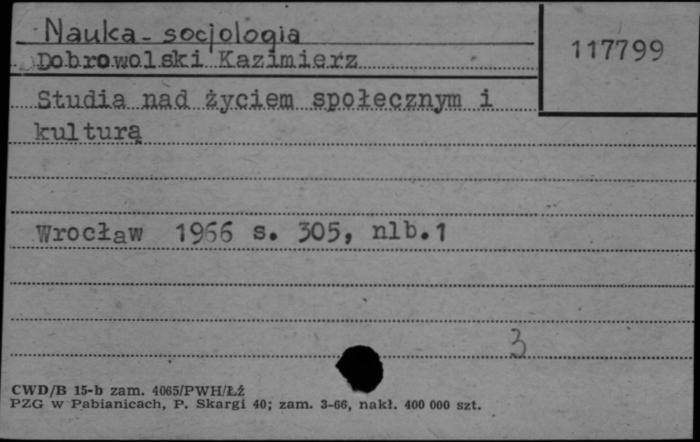 Nauka - socjologia
117799
Dobrowolski Kazimierz
Studia nad życiem społecznym i
kulturą
Wrocław 1966 s. 305, nlb.1
3
CWD/B 15-b zam. 4065/PWH/Łź
PZG w Pabianicach, P. Skargi 40; zam. 3-66, nakł. 400 000 szt.